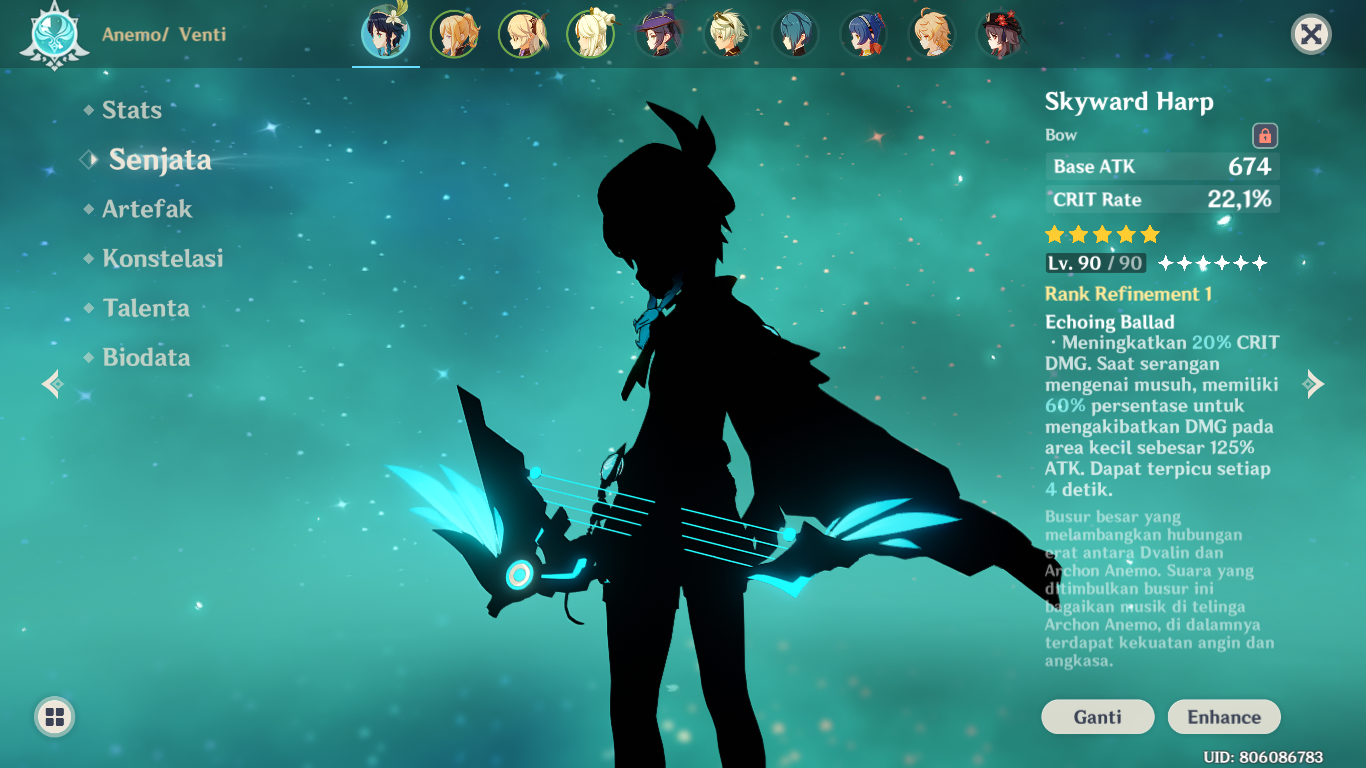 Anemo/ Venti
Stats
Senjata
Artefak
Konstelasi
Talenta
Biodata
Skyward Harp
Bow
Base ATK 674
CRIT Rate 22,1%
Lv. 90 / 90
Rank Refinement 1
Echoing Ballad
· Meningkatkan 20% CRIT
DMG. Saat serangan
mengenai musuh, memiliki
60% persentase untuk
mengakibatkan DMG pada
area kecil sebesar 125%
ATK. Dapat terpicu setiap
4 detik.
Busur besar yang
melambangkan hubungan
erat antara Dvalin dan
Archon Anemo. Suara yang
ditimbulkan busur ini
bagaikan musik di telinga
Archon Anemo, di dalamnya
terdapat kekuatan angin dan
angkasa.
Ganti
Enhance
UID: 806086783